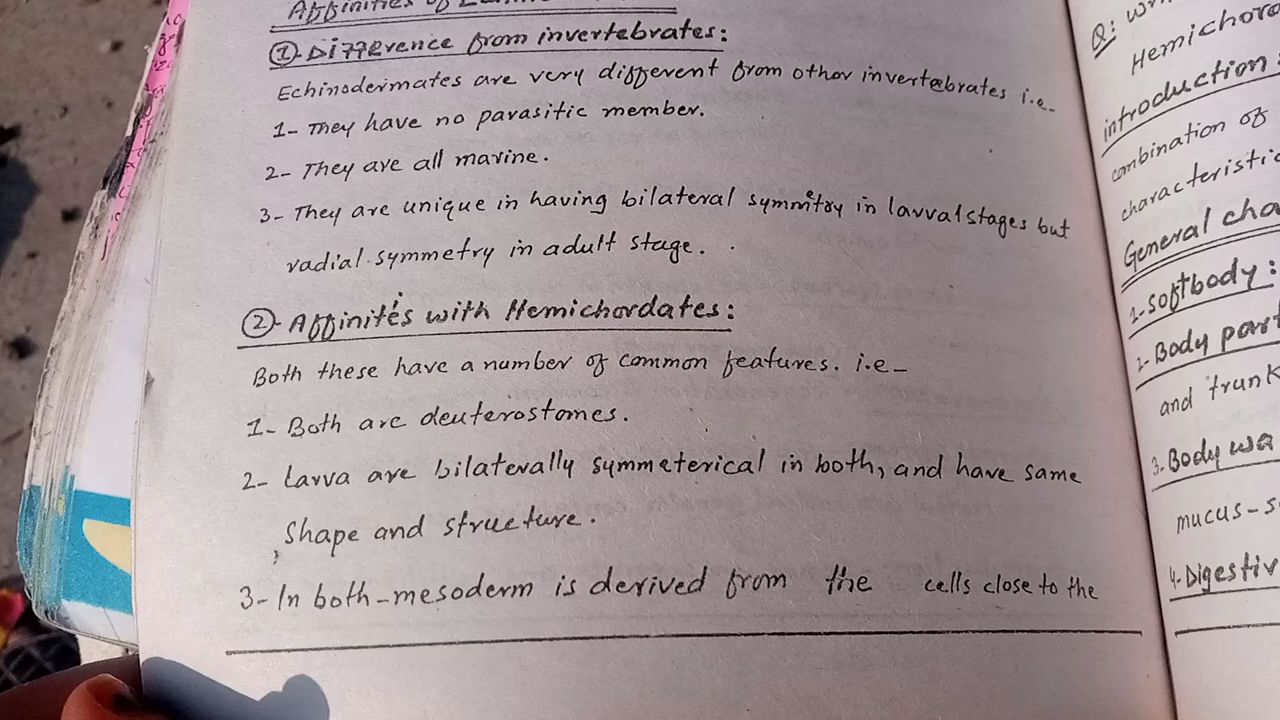 Affinities of
①-Difference from invertebrates:
Echinodermates are very different from other invertebrates i.e-
1- They have no parasitic member.
2- They are all marine.
3- They are unique in having bilateral symmitry in larval stages but
radial symmetry in adult stage.
②- Affinités with Hemichordates:
Both these have a number of common features. i.e-
1- Both are deuterostomes.
2- Larva are bilaterally symmeterical in both, and have same
shape and structure.
3- In both-mesoderm is derived from the cells close to the
Q:
Hemichord
introduction:
combination of
characteristic
General cha
1-softbody:
2-Body part
and trunk
3.Body wa
mucus-s
4.Digestiv